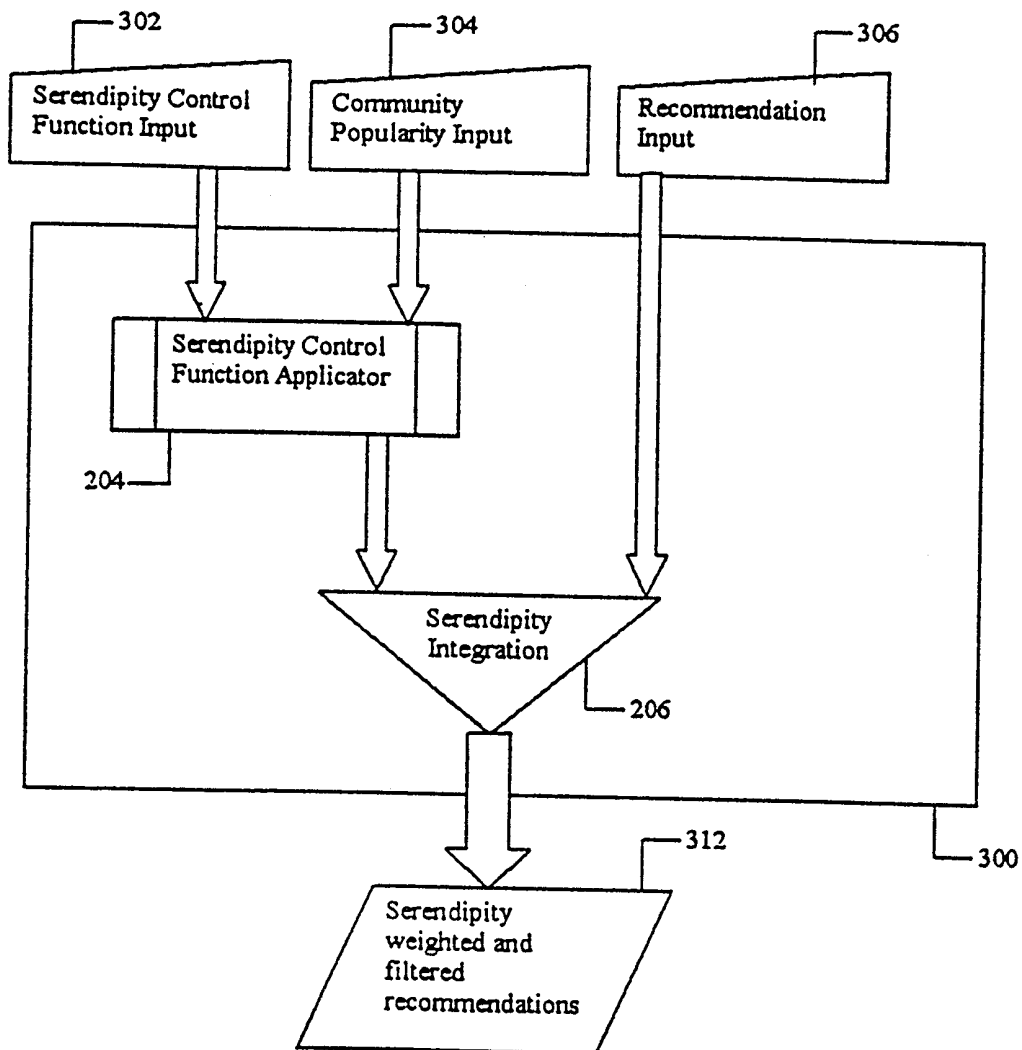 302
304
306
Serendipity Control
Function Input
Community
Popularity Input
Recommendation
Input
Serendipity Control
Function Applicator
204
Serendipity
Integration
206
300
312
Serendipity
weighted and
filtered
recommendations